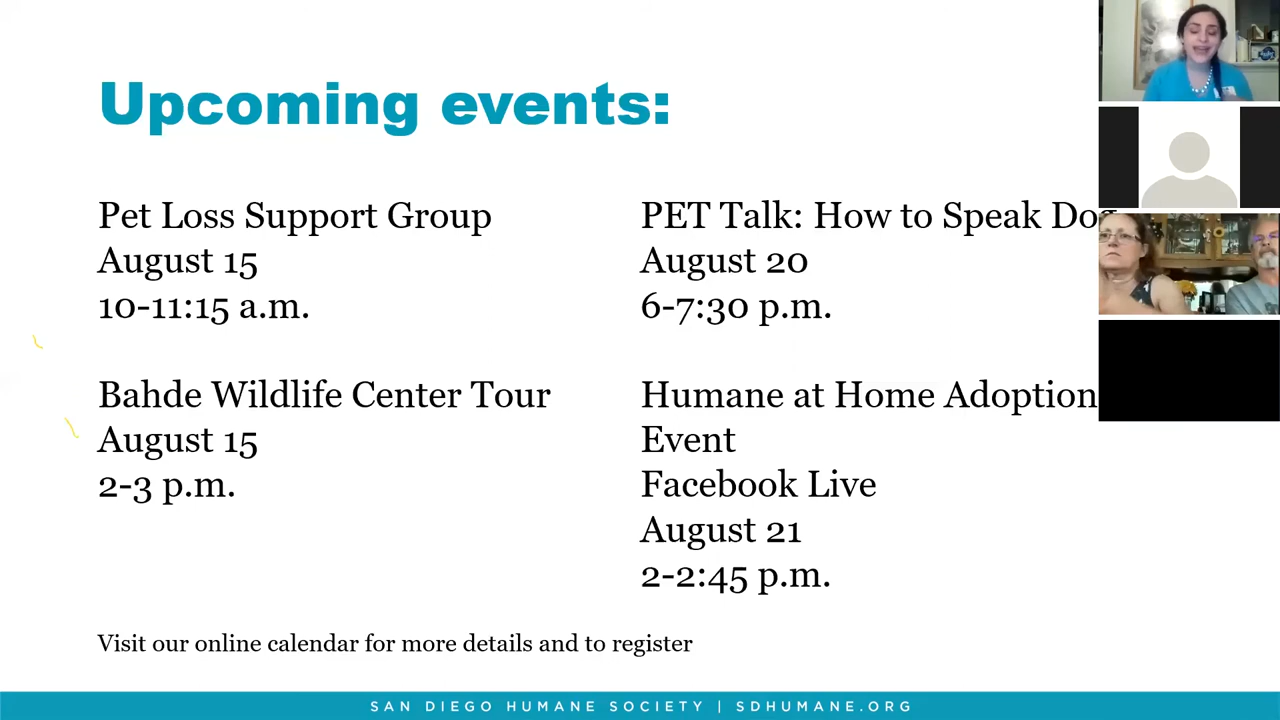 Upcoming events:
Pet Loss Support Group
August 15
10-11:15 a.m.
Bahde Wildlife Center Tour
August 15
2-3 p.m.
PET Talk: How to Speak Dog
August 20
6-7:30 p.m.
Humane at Home Adoption
Event
Facebook Live
August 21
2-2:45 p.m.
Visit our online calendar for more details and to register
SAN DIEGO HUMANE SOCIETY | SDHUMANE.ORG